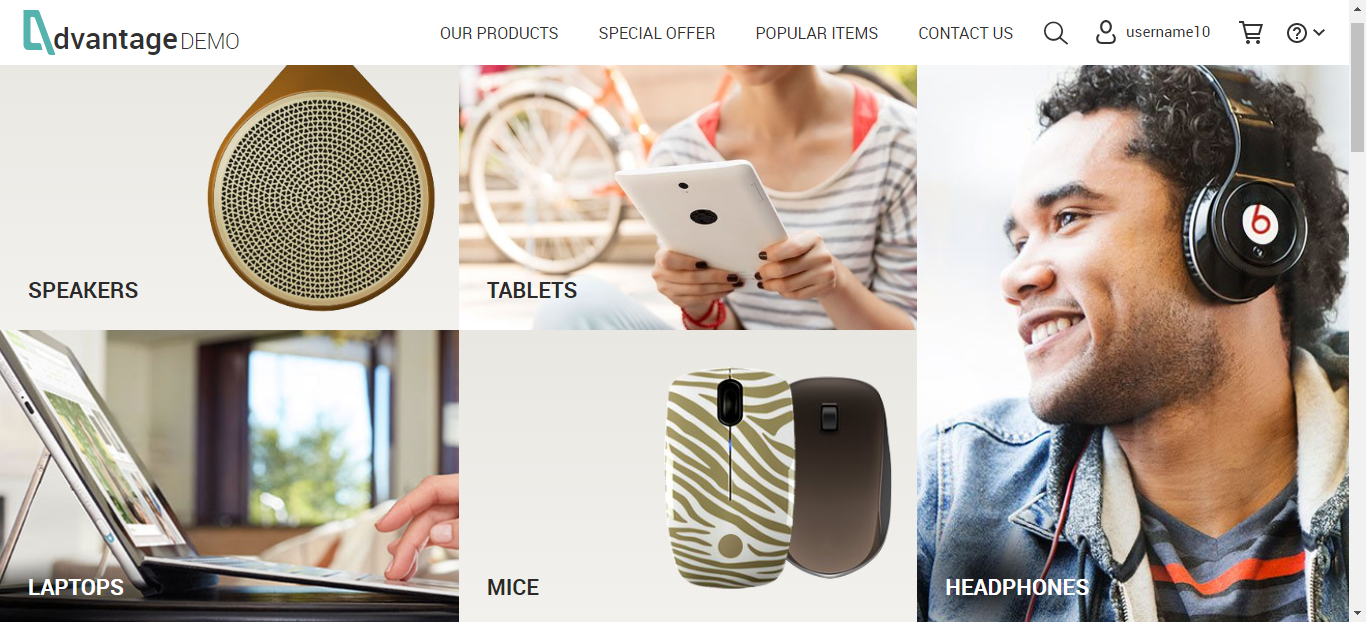 dvantage DEMO
OUR PRODUCTS
SPECIAL OFFER
POPULAR ITEMS
CONTACT US
username10
SPEAKERS
TABLETS
LAPTOPS
MICE
HEADPHONES